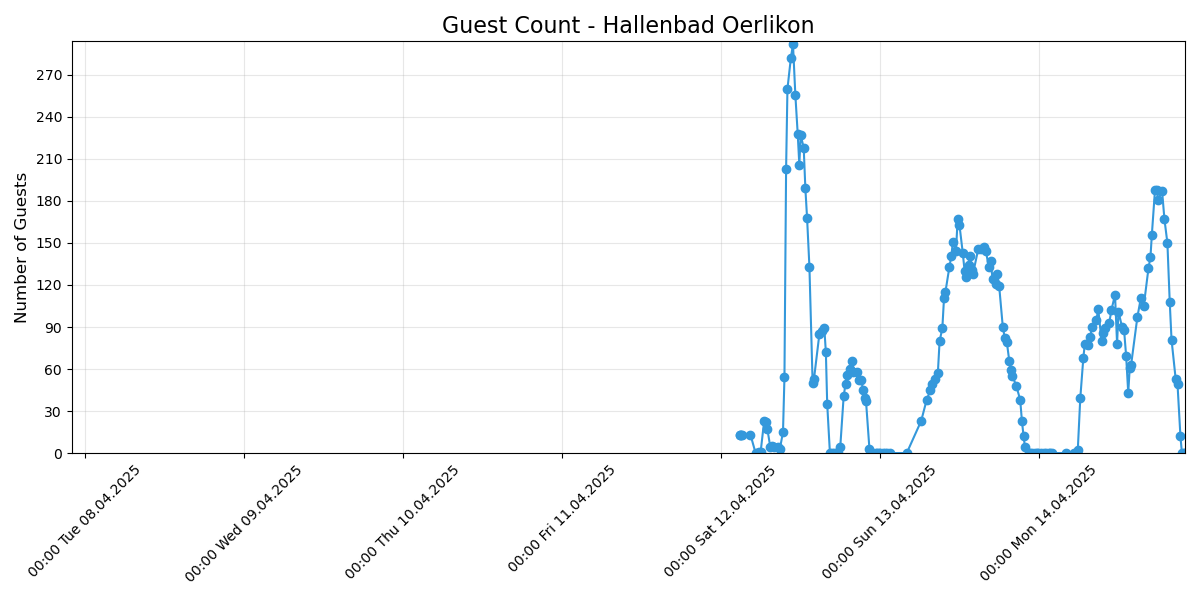 Guest Count - Hallenbad Oerlikon
Number of Guests
270
240
210
180
150
120
90
60
30
0
00:00 Tue 08.04.2025
00:00 Wed 09.04.2025
00:00 Thu 10.04.2025
00:00 Fri 11.04.2025
00:00 Sat 12.04.2025
00:00 Sun 13.04.2025
00:00 Mon 14.04.2025